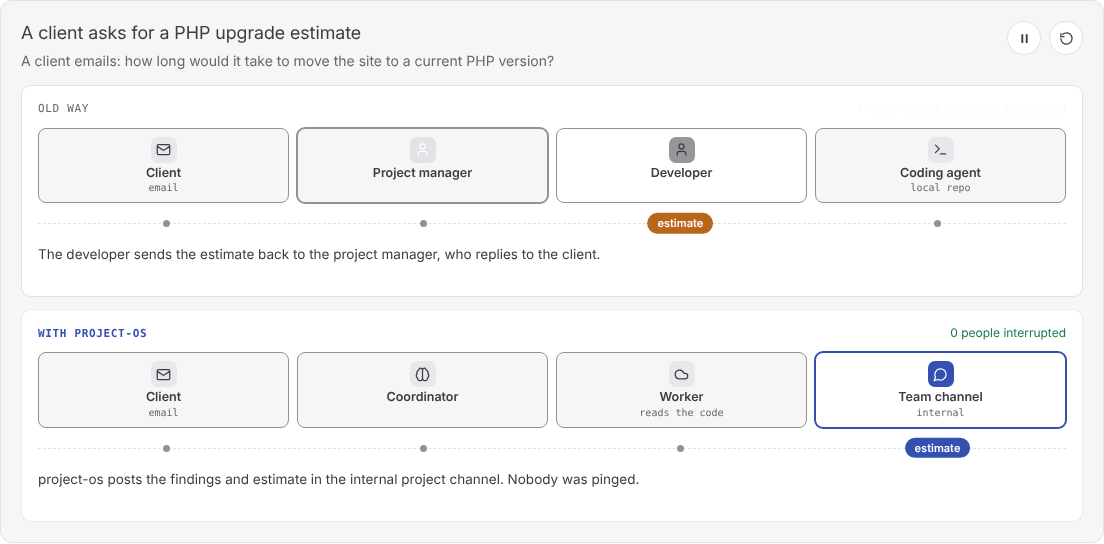 A client asks for a PHP upgrade estimate
A client emails: how long would it take to move the site to a current PHP version?
OLD WAY
Client
email
Project manager
Developer
Coding agent
local repo
estimate
The developer sends the estimate back to the project manager, who replies to the client.
WITH PROJECT-OS
0 people interrupted
Client
email
Coordinator
Worker
reads the code
Team channel
internal
estimate
project-os posts the findings and estimate in the internal project channel. Nobody was pinged.